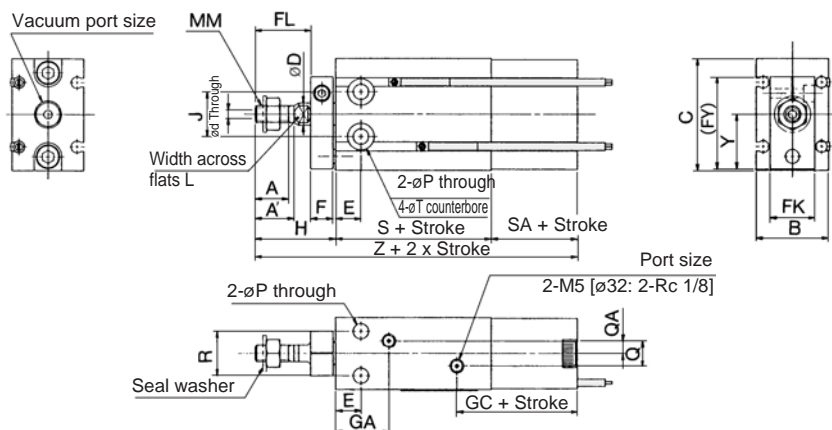 Vacuum port size
MM
FL
øD
J
ød Through
Width across
flats L
A
A'
H
F
E
2-øP through
4-øT counterbore
S + Stroke
SA + Stroke
Z + 2 x Stroke
C
(FY)
Y
FK
B
Port size
2-M5 [ø32: 2-Rc 1/8]
2-øP through
R
Seal washer
E
GA
GC + Stroke
QA
Q